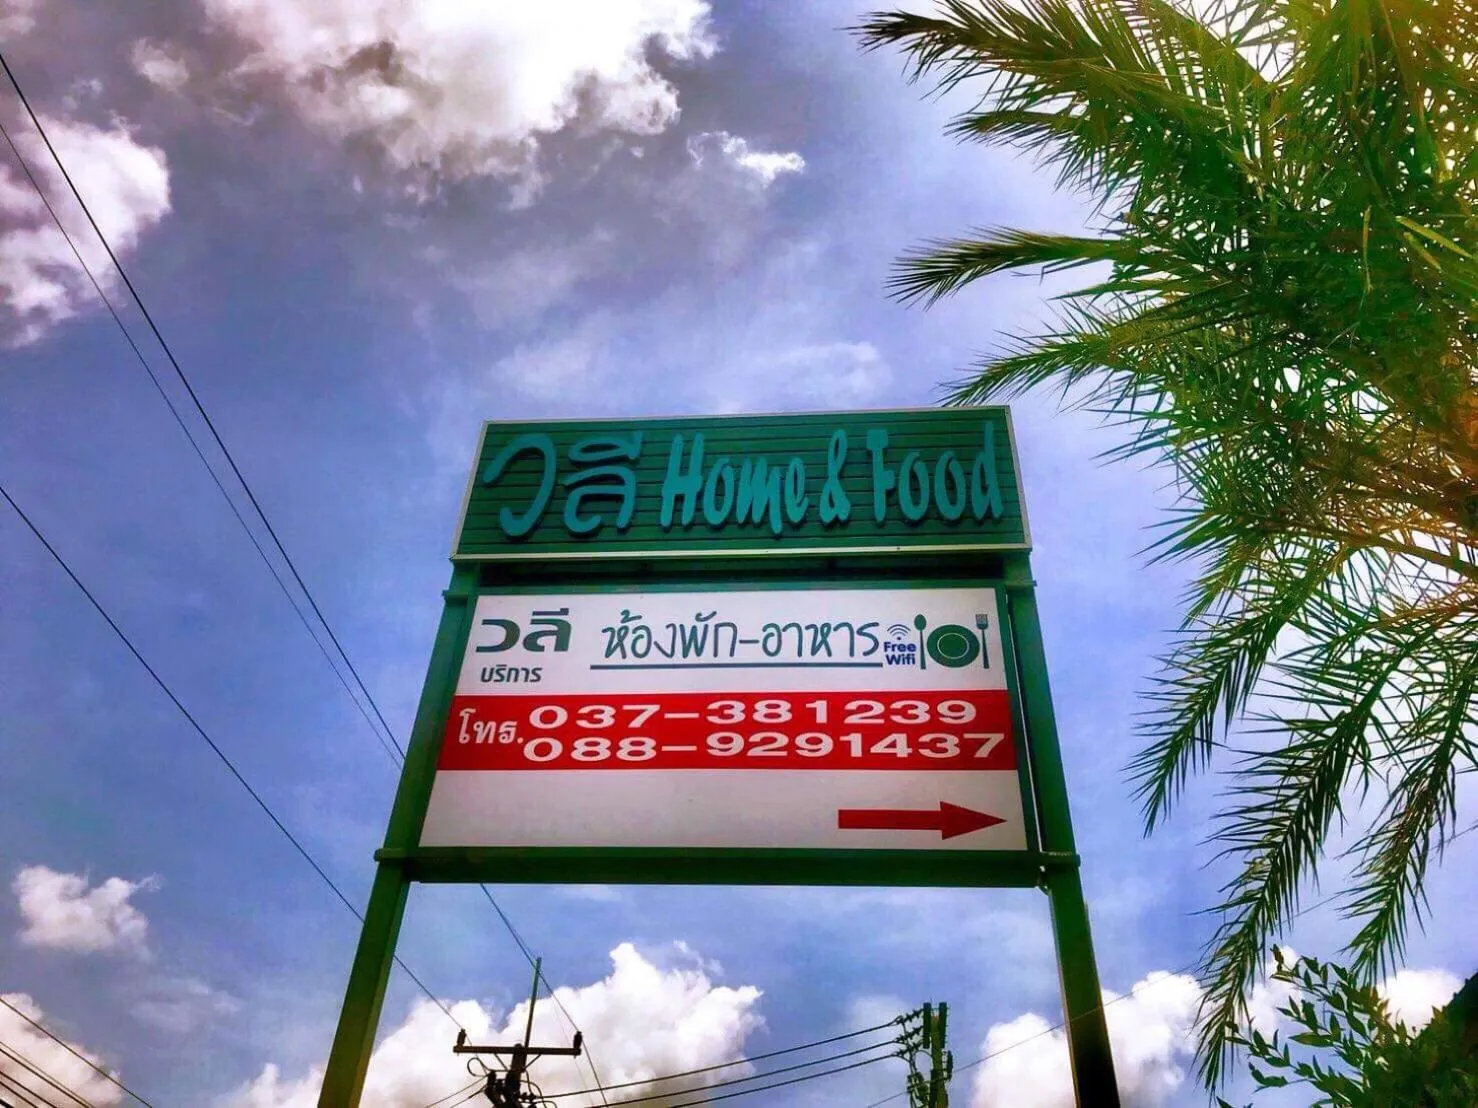 วลี Home & Food
วลี ห้องพัก-อาหาร Free Wifi
บริการ
โทร. 037-381239
088-9291437